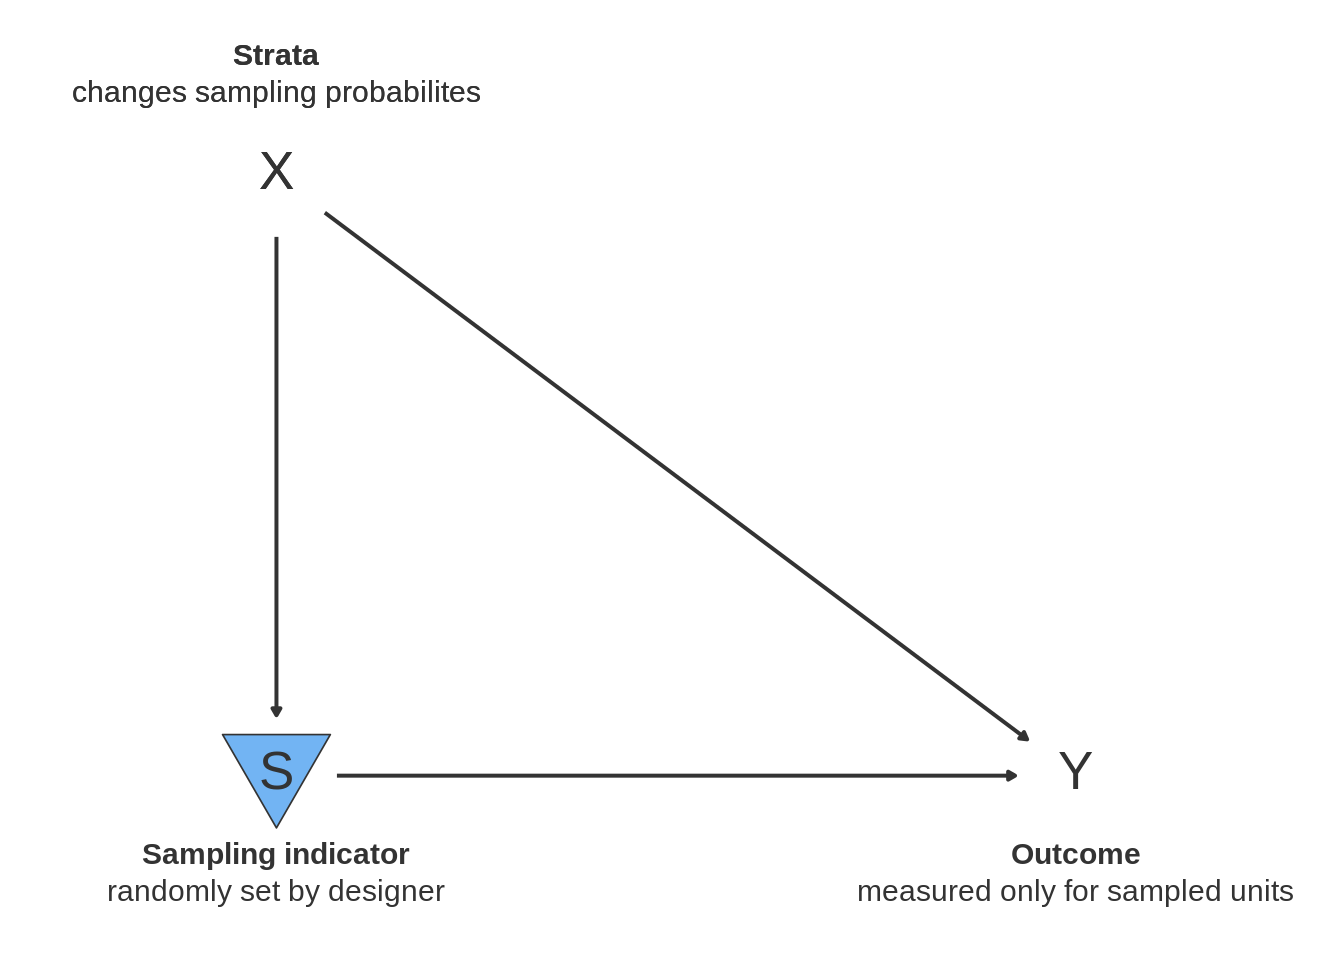 Strata
changes sampling probabilites
X
S
Y
Sampling indicator
randomly set by designer
Outcome
measured only for sampled units